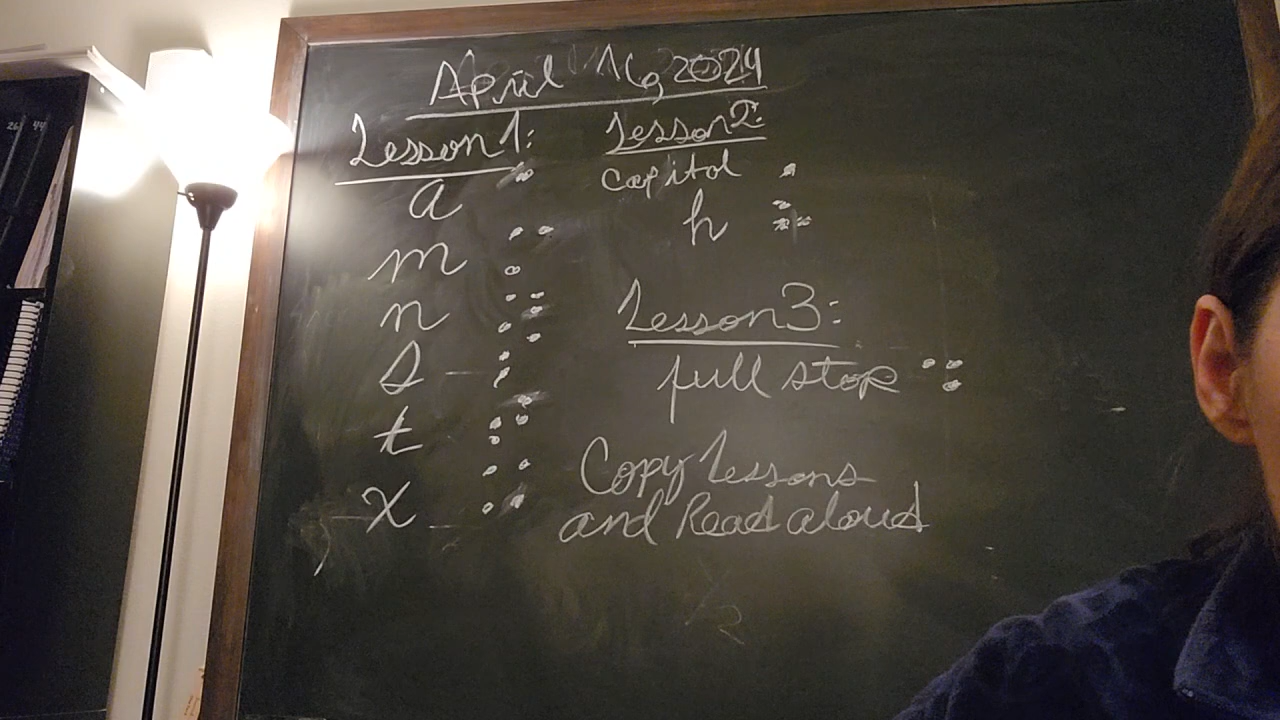 April 16, 2024
Lesson 1:
a
m
n
s
t
x
Lesson 2:
capitol
h
Lesson 3:
full stop
Copy Lessons
and Read aloud